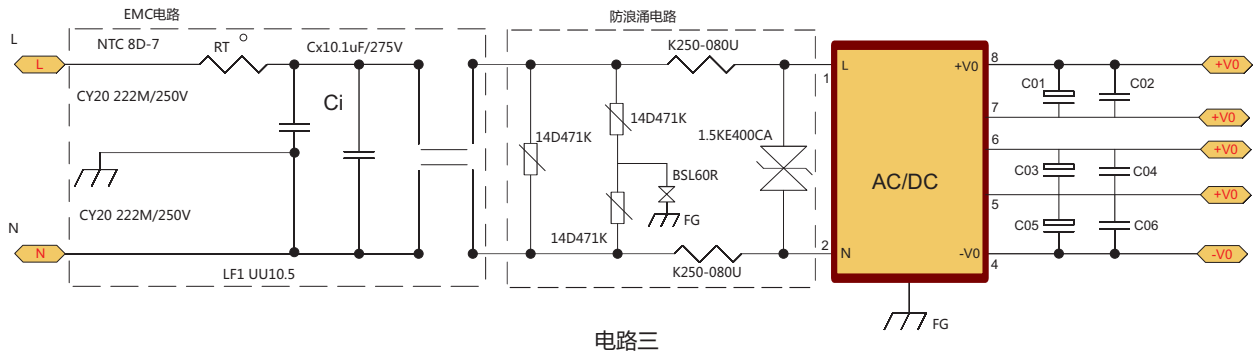 EMC电路
防浪涌电路
L
L
NTC 8D-7
RT
Cx10.1uF/275V
K250-080U
1
L
+V0
8
+V0
C01
C02
CY20 222M/250V
Ci
14D471K
14D471K
1.5KE400CA
7
+V0
6
+V0
BSL60R
AC/DC
C03
C04
FG
5
+V0
CY20 222M/250V
14D471K
C05
C06
N
N
2
N
-V0
4
-V0
LF1 UU10.5
K250-080U
FG
电路三